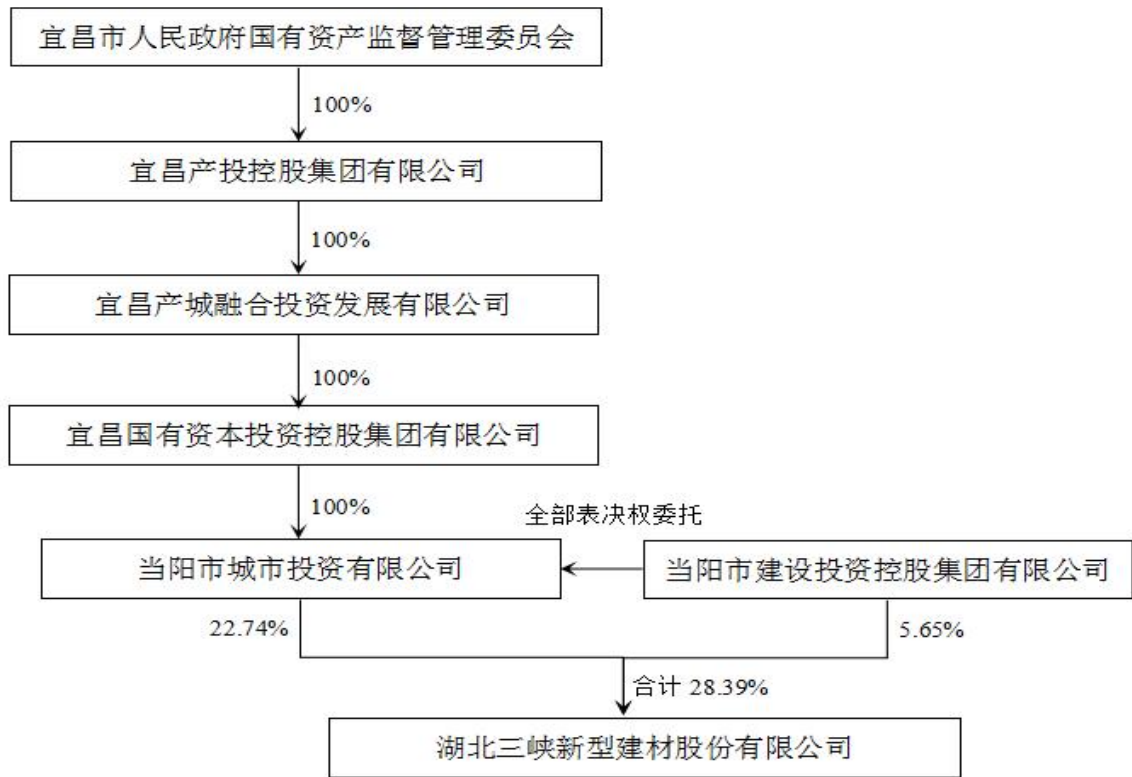 宜昌市人民政府国有资产监督管理委员会
100%
宜昌产投控股集团有限公司
100%
宜昌产城融合投资发展有限公司
100%
宜昌国有资本投资控股集团有限公司
100%
全部表决权委托
当阳市城市投资有限公司
当阳市建设投资控股集团有限公司
22.74%
5.65%
合计 28.39%
湖北三峡新型建材股份有限公司